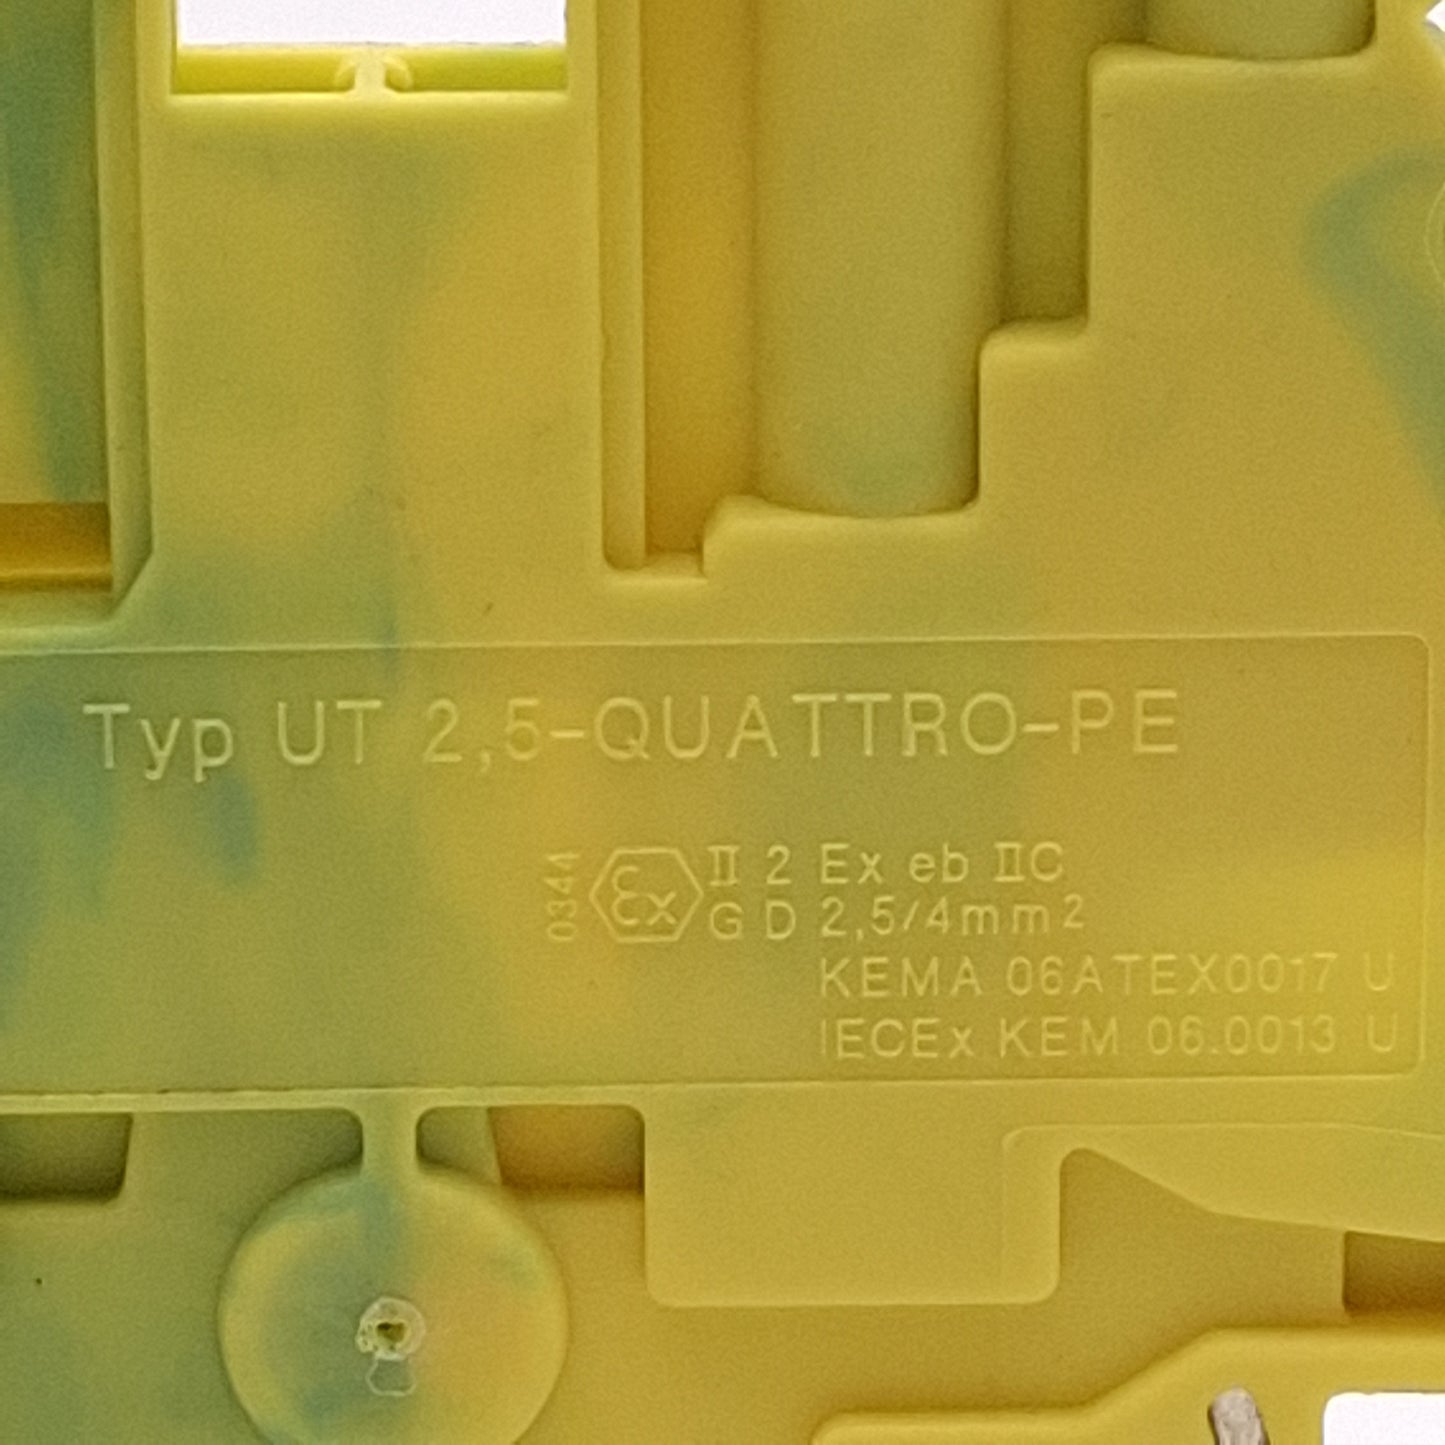 Typ UT 2,5-QUATTRO-PE
0344 Ex II 2 Ex eb IIC
G D 2,5/4mm²
KEMA 06ATEX0017 U
IECEx KEM 06.0013 U